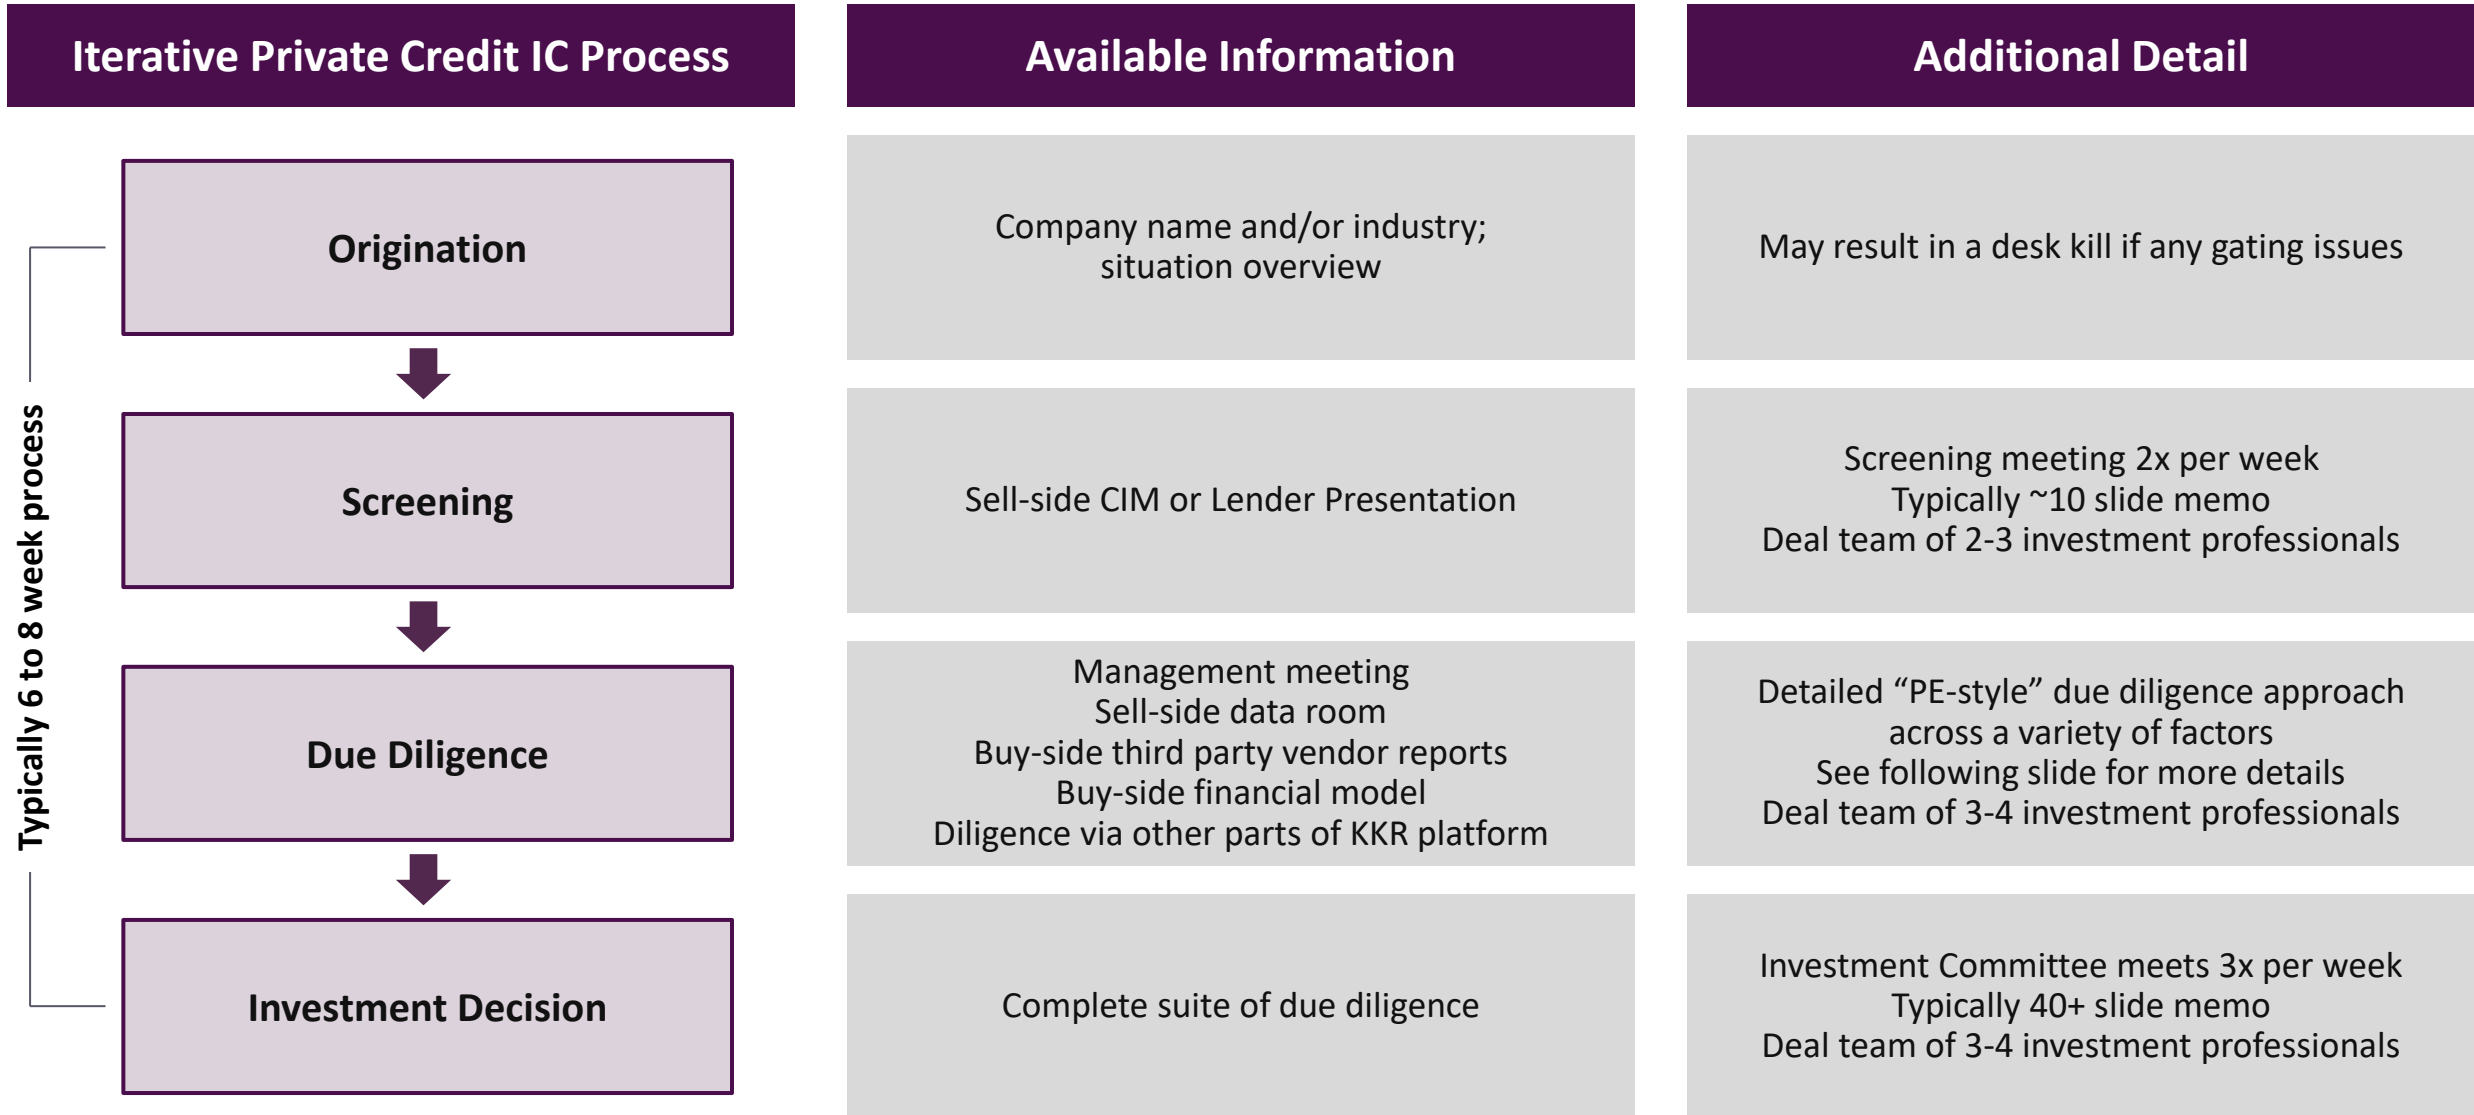 Iterative Private Credit IC Process
Available Information
Additional Detail
Typically 6 to 8 week process
Origination
Company name and/or industry;
situation overview
May result in a desk kill if any gating issues
Screening
Sell-side CIM or Lender Presentation
Screening meeting 2x per week
Typically ~10 slide memo
Deal team of 2-3 investment professionals
Due Diligence
Management meeting
Sell-side data room
Buy-side third party vendor reports
Buy-side financial model
Diligence via other parts of KKR platform
Detailed “PE-style” due diligence approach
across a variety of factors
See following slide for more details
Deal team of 3-4 investment professionals
Investment Decision
Complete suite of due diligence
Investment Committee meets 3x per week
Typically 40+ slide memo
Deal team of 3-4 investment professionals